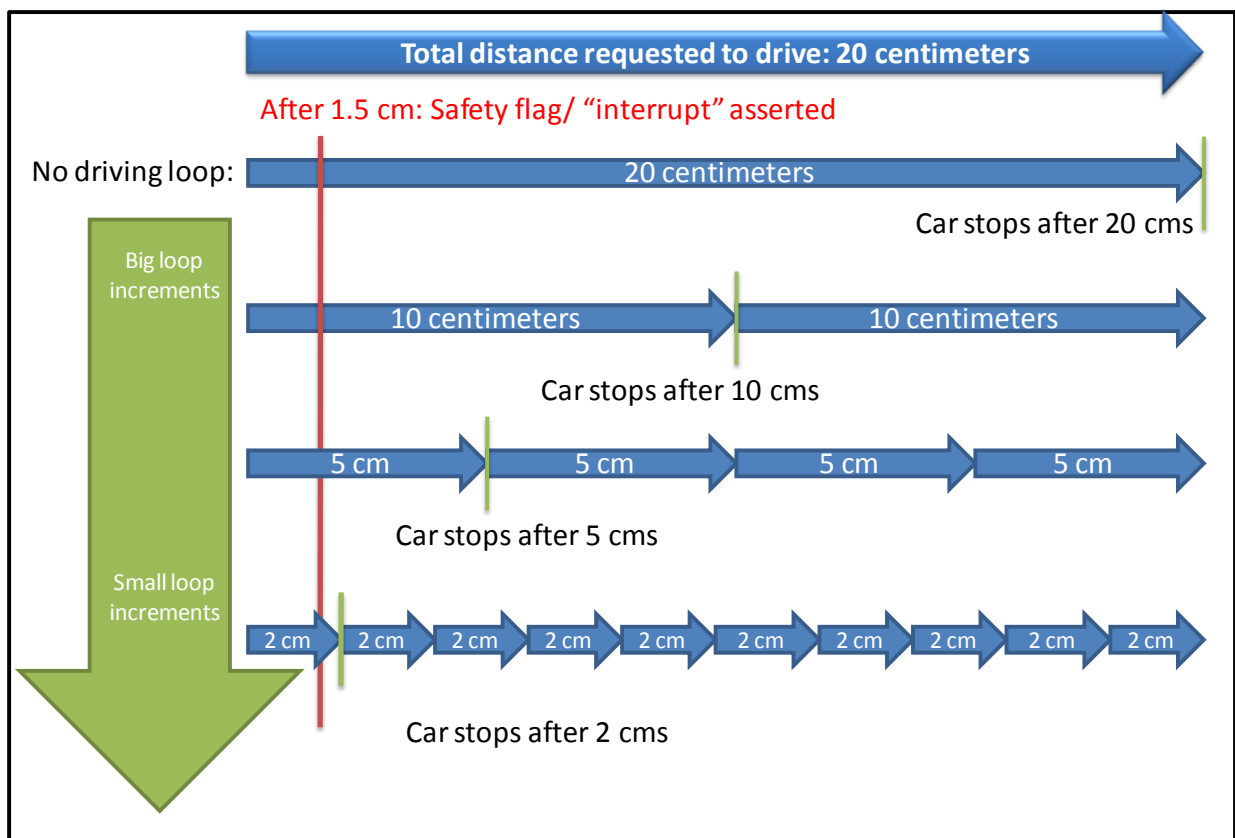 Total distance requested to drive: 20 centimeters
After 1.5 cm: Safety flag/ “interrupt” asserted
No driving loop:
20 centimeters
Car stops after 20 cms
Big loop
increments
10 centimeters 10 centimeters
Car stops after 10 cms
5 cm 5 cm 5 cm 5 cm
Car stops after 5 cms
Small loop
increments
2 cm 2 cm 2 cm 2 cm 2 cm 2 cm 2 cm 2 cm 2 cm 2 cm
Car stops after 2 cms